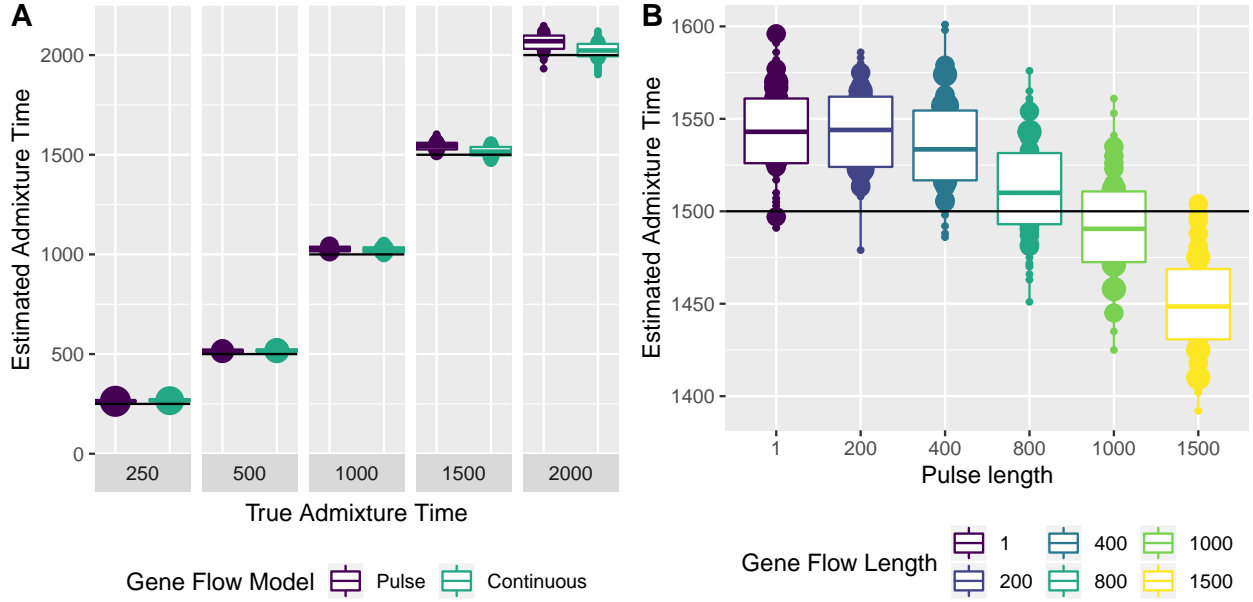 A
Estimated Admixture Time
2000
1500
1000
500
0
250 500 1000 1500 2000
True Admixture Time
Gene Flow Model Pulse Continuous
B
Estimated Admixture Time
1600
1550
1500
1450
1400
1 200 400 800 1000 1500
Pulse length
Gene Flow Length
1 400 1000
200 800 1500